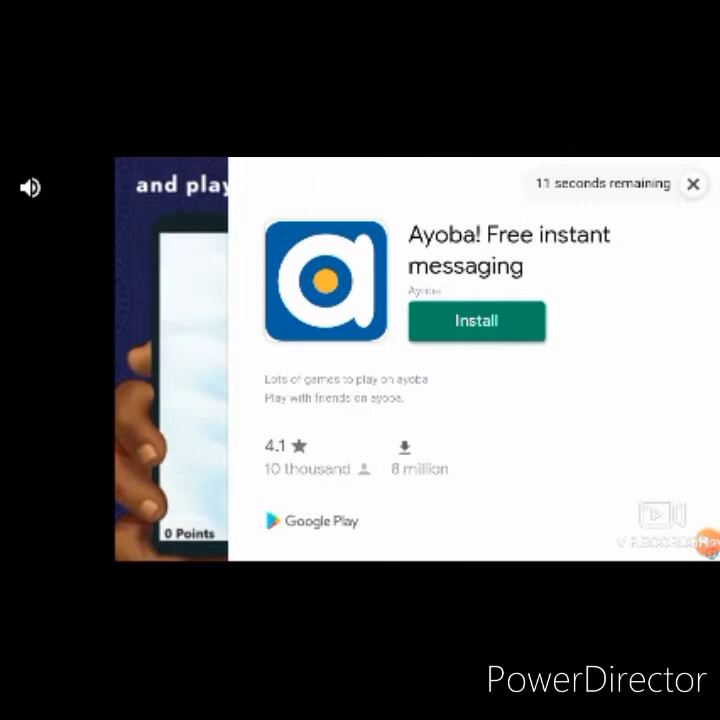 and play
11 seconds remaining
Ayoba! Free instant
messaging
Ayoba
Install
Lots of games to play on ayoba
Play with friends on ayoba.
4.1
10 thousand
8 million
Google Play
0 Points
V RECORDER
PowerDirector